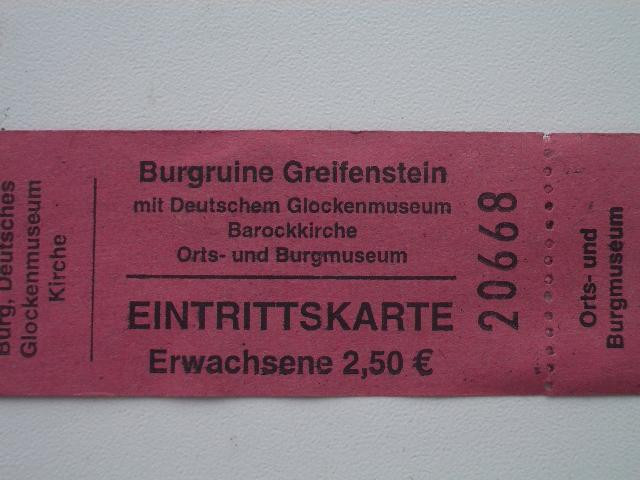 Burg, Deutsches
Glockenmuseum
Kirche
Burgruine Greifenstein
mit Deutschem Glockenmuseum
Barockkirche
Orts- und Burgmuseum
EINTRITTSKARTE
Erwachsene 2,50 €
20668
Orts- und
Burgmuseum